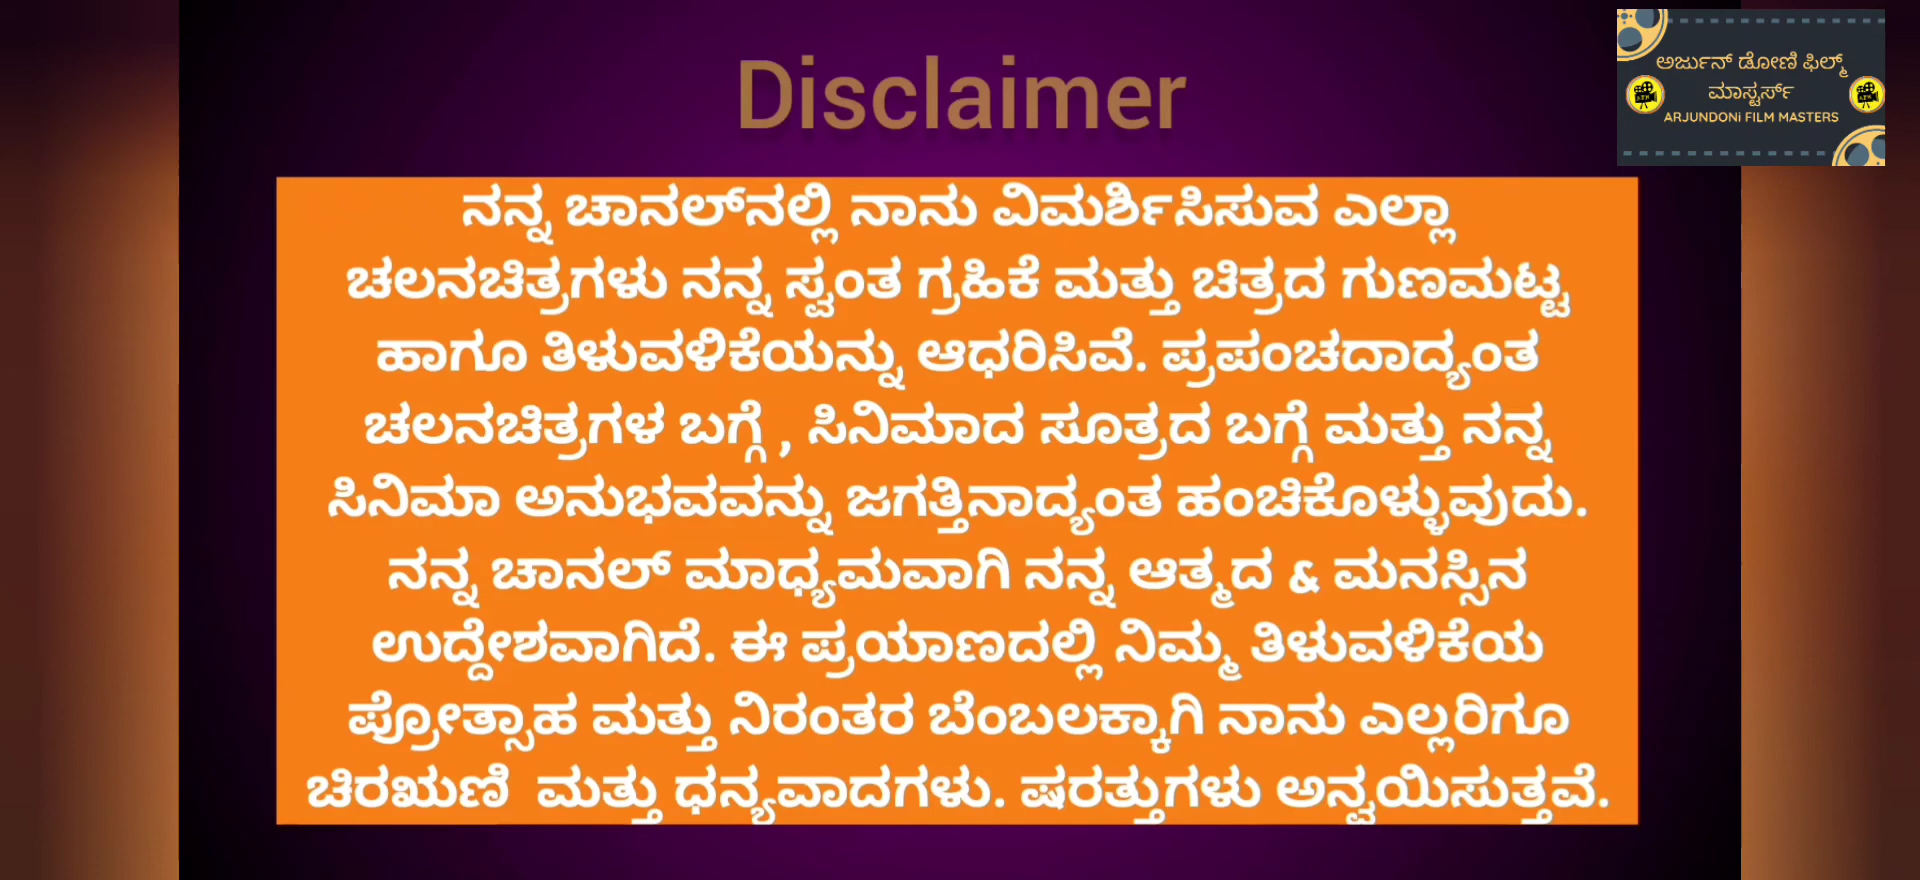 Disclaimer
ಅರ್ಜುನ್ ಡೋಣಿ ಫಿಲ್ಮ್
ಮಾಸ್ಟರ್ಸ್
ARJUNDONi FILM MASTERS
ನನ್ನ ಚಾನಲ್‌ನಲ್ಲಿ ನಾನು ವಿಮರ್ಶಿಸಿಸುವ ಎಲ್ಲಾ
ಚಲನಚಿತ್ರಗಳು ನನ್ನ ಸ್ವಂತ ಗ್ರಹಿಕೆ ಮತ್ತು ಚಿತ್ರದ ಗುಣಮಟ್ಟ
ಹಾಗೂ ತಿಳುವಳಿಕೆಯನ್ನು ಆಧರಿಸಿವೆ. ಪ್ರಪಂಚದಾದ್ಯಂತ
ಚಲನಚಿತ್ರಗಳ ಬಗ್ಗೆ , ಸಿನಿಮಾದ ಸೂತ್ರದ ಬಗ್ಗೆ ಮತ್ತು ನನ್ನ
ಸಿನಿಮಾ ಅನುಭವವನ್ನು ಜಗತ್ತಿನಾದ್ಯಂತ ಹಂಚಿಕೊಳ್ಳುವುದು.
ನನ್ನ ಚಾನಲ್ ಮಾಧ್ಯಮವಾಗಿ ನನ್ನ ಆತ್ಮದ & ಮನಸ್ಸಿನ
ಉದ್ದೇಶವಾಗಿದೆ. ಈ ಪ್ರಯಾಣದಲ್ಲಿ ನಿಮ್ಮ ತಿಳುವಳಿಕೆಯ
ಪ್ರೋತ್ಸಾಹ ಮತ್ತು ನಿರಂತರ ಬೆಂಬಲಕ್ಕಾಗಿ ನಾನು ಎಲ್ಲರಿಗೂ
ಚಿರಋಣಿ ಮತ್ತು ಧನ್ಯವಾದಗಳು. ಷರತ್ತುಗಳು ಅನ್ವಯಿಸುತ್ತವೆ.